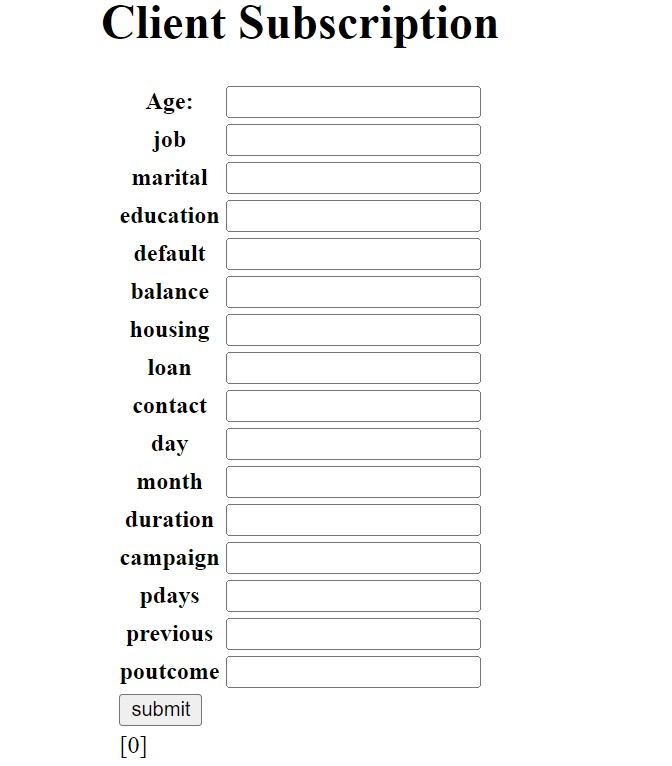 Client Subscription
Age:
job
marital
education
default
balance
housing
loan
contact
day
month
duration
campaign
pdays
previous
poutcome
submit
[0]